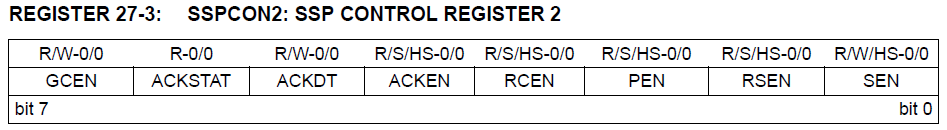 REGISTER 27-3: SSPCON2: SSP CONTROL REGISTER 2
R/W-0/0 R-0/0 R/W-0/0 R/S/HS-0/0 R/S/HS-0/0 R/S/HS-0/0 R/S/HS-0/0 R/W/HS-0/0
GCEN ACKSTAT ACKDT ACKEN RCEN PEN RSEN SEN
bit 7 bit 0